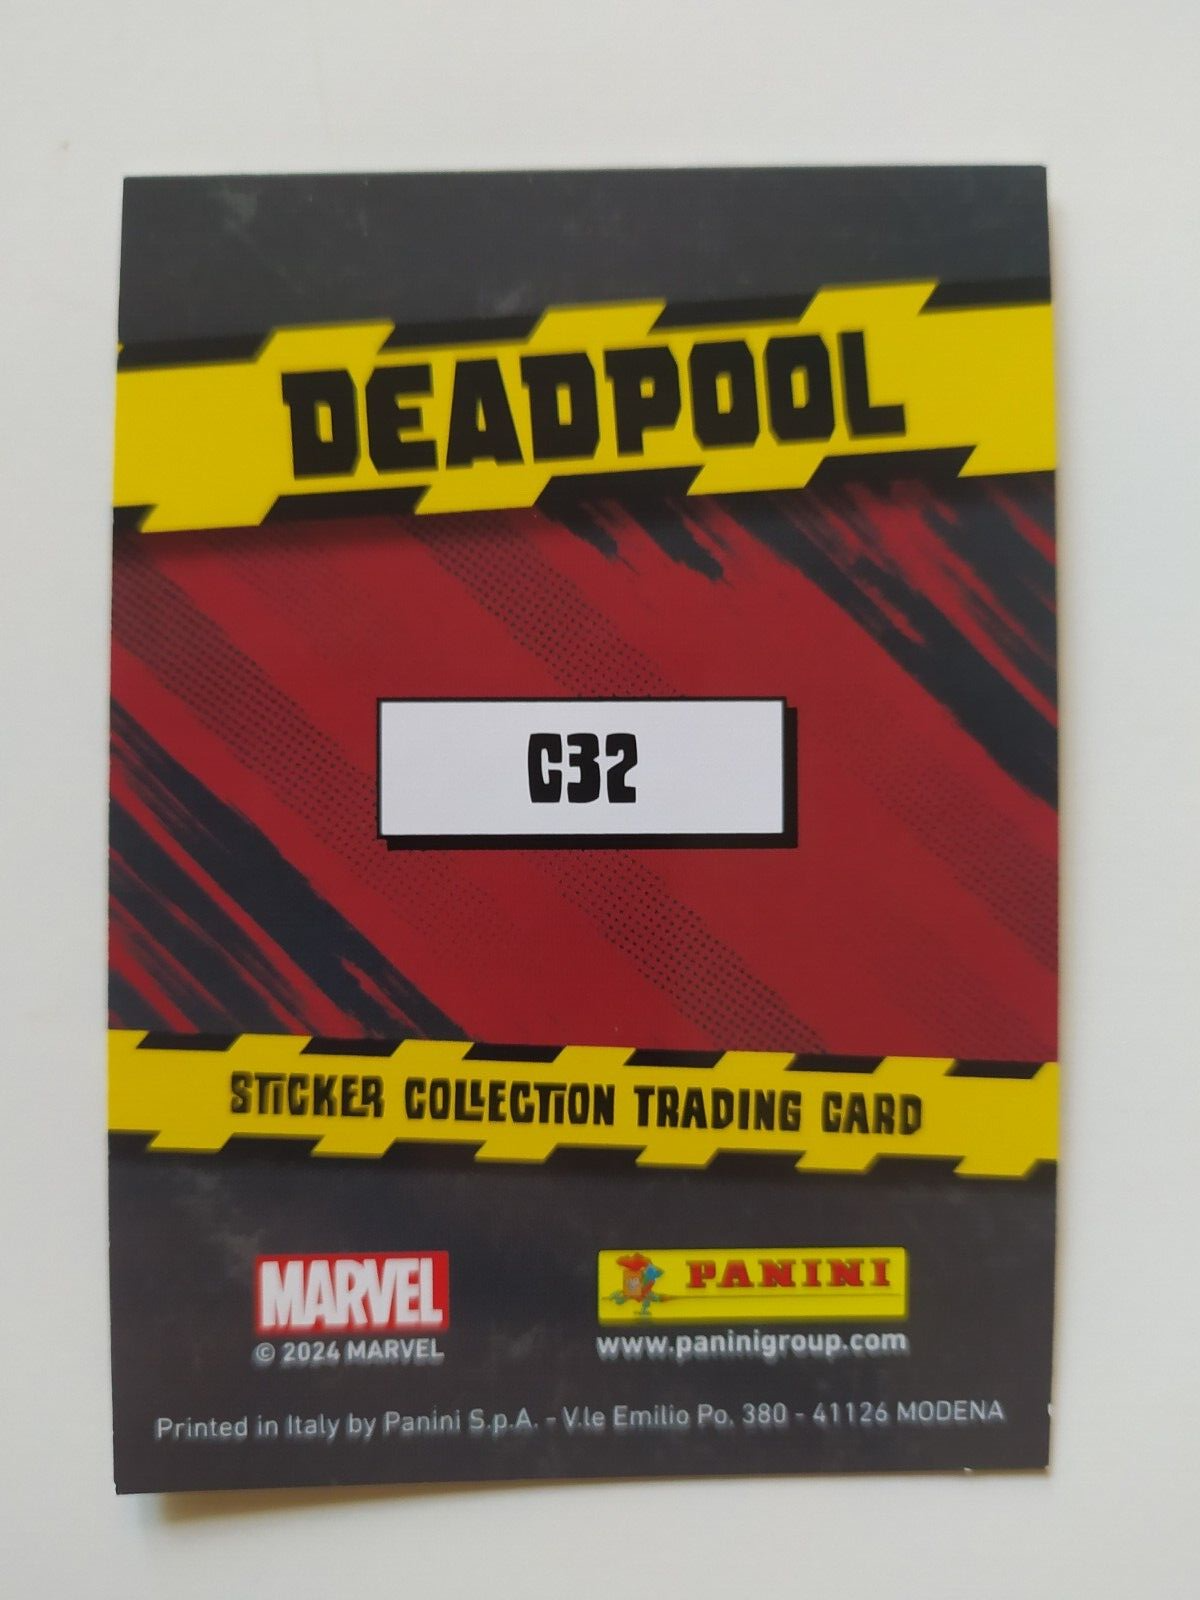 DEADPOOL
C32
STICKER COLLECTION TRADING CARD
MARVEL
© 2024 MARVEL
PANINI
www.paninigroup.com
Printed in Italy by Panini S.p.A. - V.le Emilio Po, 380 - 41126 MODENA